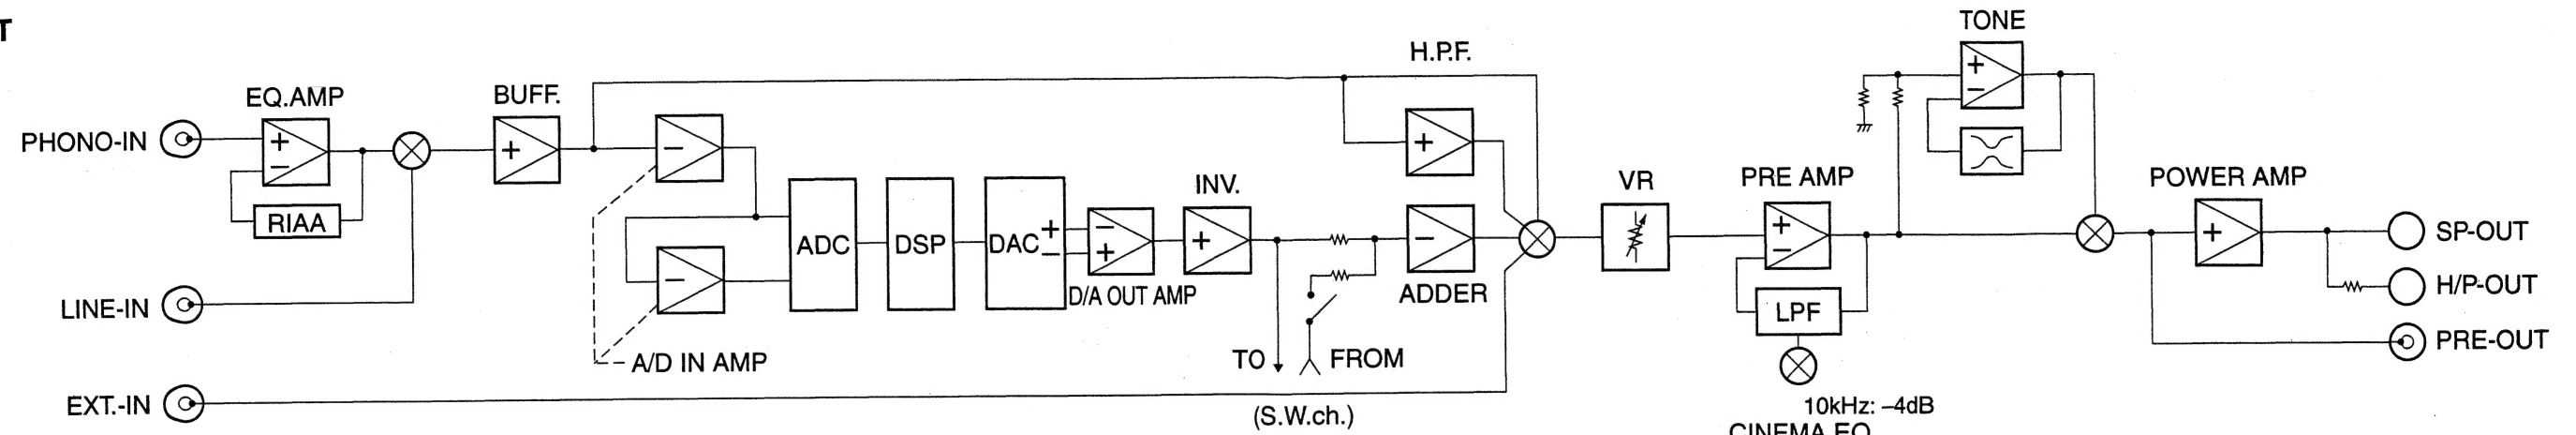 T
TONE
H.P.F.
EQ.AMP
BUFF.
PHONO-IN
+
−
+
−
+
+
−
RIAA
INV.
VR
PRE AMP
POWER AMP
ADC
DSP
DAC
+
−
−
+
+
−
+
−
+
SP-OUT
−
D/A OUT AMP
ADDER
H/P-OUT
LINE-IN
LPF
PRE-OUT
A/D IN AMP
TO
FROM
EXT.-IN
(S.W.ch.)
10kHz: –4dB
CINEMA EQ